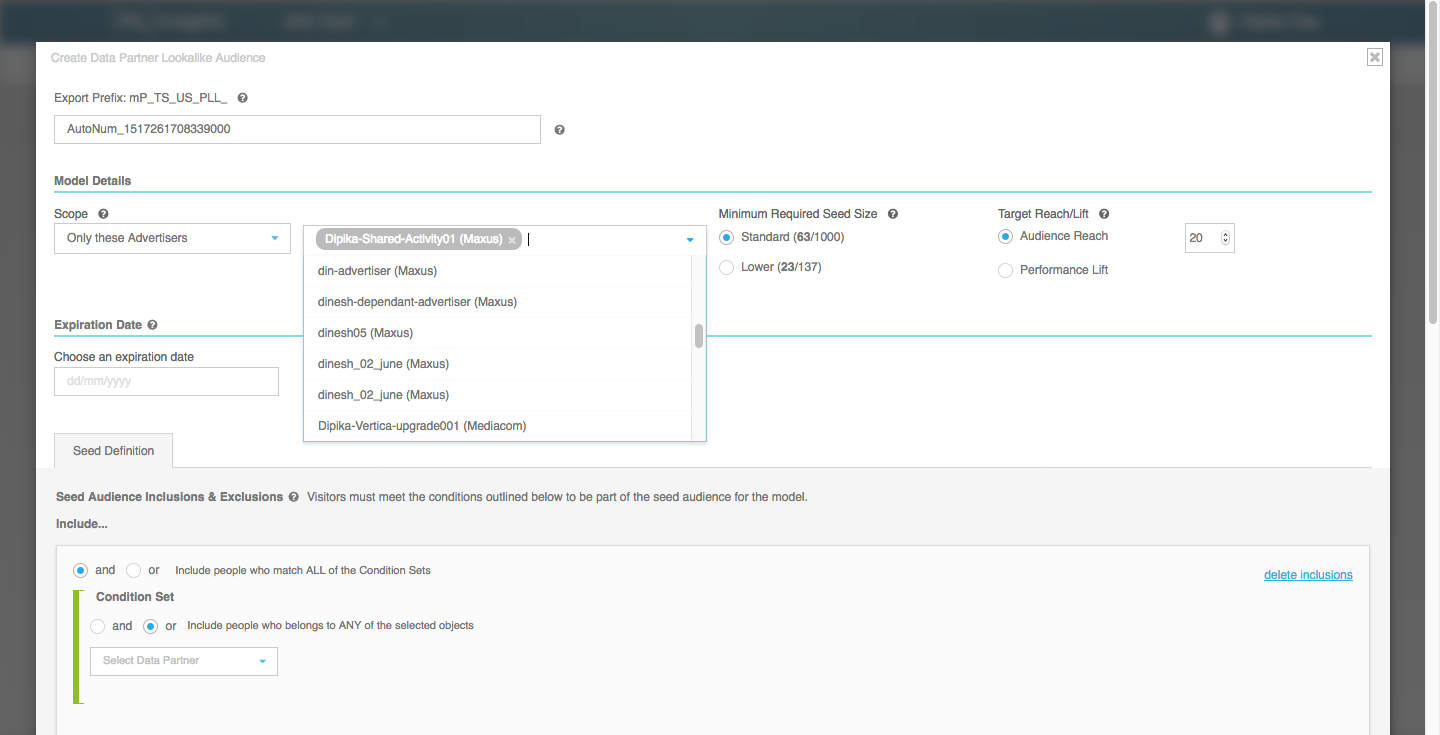 Create Data Partner Lookalike Audience
Export Prefix: mP_TS_US_PLL_
AutoNum_1517261708339000
Model Details
Scope
Only these Advertisers
Dipika-Shared-Activity01 (Maxus)
din-advertiser (Maxus)
dinesh-dependant-advertiser (Maxus)
dinesh05 (Maxus)
dinesh_02_june (Maxus)
dinesh_02_june (Maxus)
Dipika-Vertica-upgrade001 (Mediacom)
Minimum Required Seed Size
Standard (63/1000)
Lower (23/137)
Target Reach/Lift
Audience Reach
20
Performance Lift
Expiration Date
Choose an expiration date
dd/mm/yyyy
Seed Definition
Seed Audience Inclusions & Exclusions Visitors must meet the conditions outlined below to be part of the seed audience for the model.
Include...
and or Include people who match ALL of the Condition Sets
delete inclusions
Condition Set
and or Include people who belongs to ANY of the selected objects
Select Data Partner